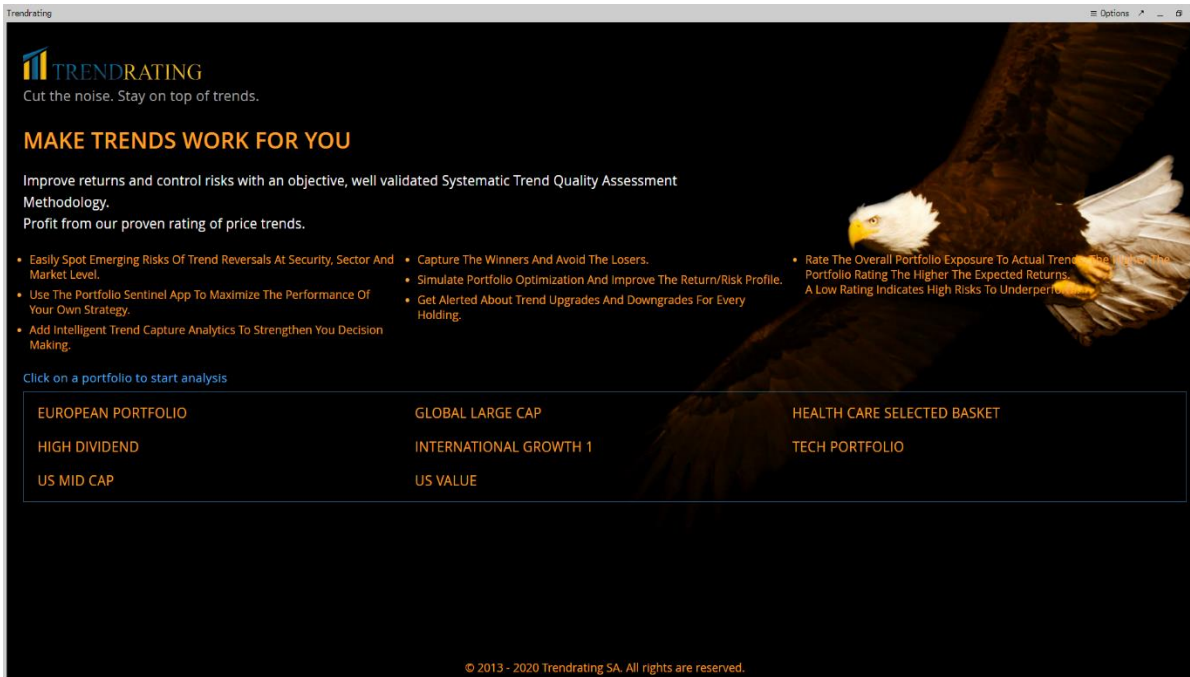 Trendrating
≡ Options ↗ _
TRENDRATING
Cut the noise. Stay on top of trends.
MAKE TRENDS WORK FOR YOU
Improve returns and control risks with an objective, well validated Systematic Trend Quality Assessment
Methodology.
Profit from our proven rating of price trends.
• Easily Spot Emerging Risks Of Trend Reversals At Security, Sector And
Market Level.
• Use The Portfolio Sentinel App To Maximize The Performance Of
Your Own Strategy.
• Add Intelligent Trend Capture Analytics To Strengthen You Decision
Making.
• Capture The Winners And Avoid The Losers.
• Simulate Portfolio Optimization And Improve The Return/Risk Profile.
• Get Alerted About Trend Upgrades And Downgrades For Every
Holding.
• Rate The Overall Portfolio Exposure To Actual Trends. The Higher The
Portfolio Rating The Higher The Expected Returns.
A Low Rating Indicates High Risks To
Click on a portfolio to start analysis
EUROPEAN PORTFOLIO
GLOBAL LARGE CAP
HEALTH CARE SELECTED BASKET
HIGH DIVIDEND
INTERNATIONAL GROWTH 1
TECH PORTFOLIO
US MID CAP
US VALUE
© 2013 - 2020 Trendrating SA. All rights are reserved.